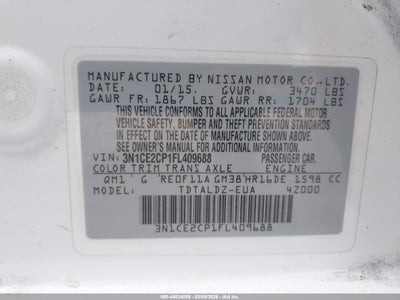 MANUFACTURED BY NISSAN MOTOR CO., LTD.
DATE: 01/15. GVWR: 3470 LBS
GAWR FR: 1867 LBS GAWR RR: 1704 LBS
THIS VEHICLE CONFORMS TO ALL APPLICABLE FEDERAL MOTOR
VEHICLE SAFETY, BUMPER, AND THEFT PREVENTION STANDARDS
IN EFFECT ON THE DATE OF MANUFACTURE SHOWN ABOVE.
SEE OWNER'S MANUAL FOR ADDITIONAL INFORMATION.
VIN: 3N1CE2CP1FL409688 PASSENGER CAR.
COLOR TRIM TRANS AXLE ENGINE
QM1 G RE0F11A GM38 HR16DE 1598 CC
TDTALDZ-EUA 4Z000
3N1CE2CP1FL409688